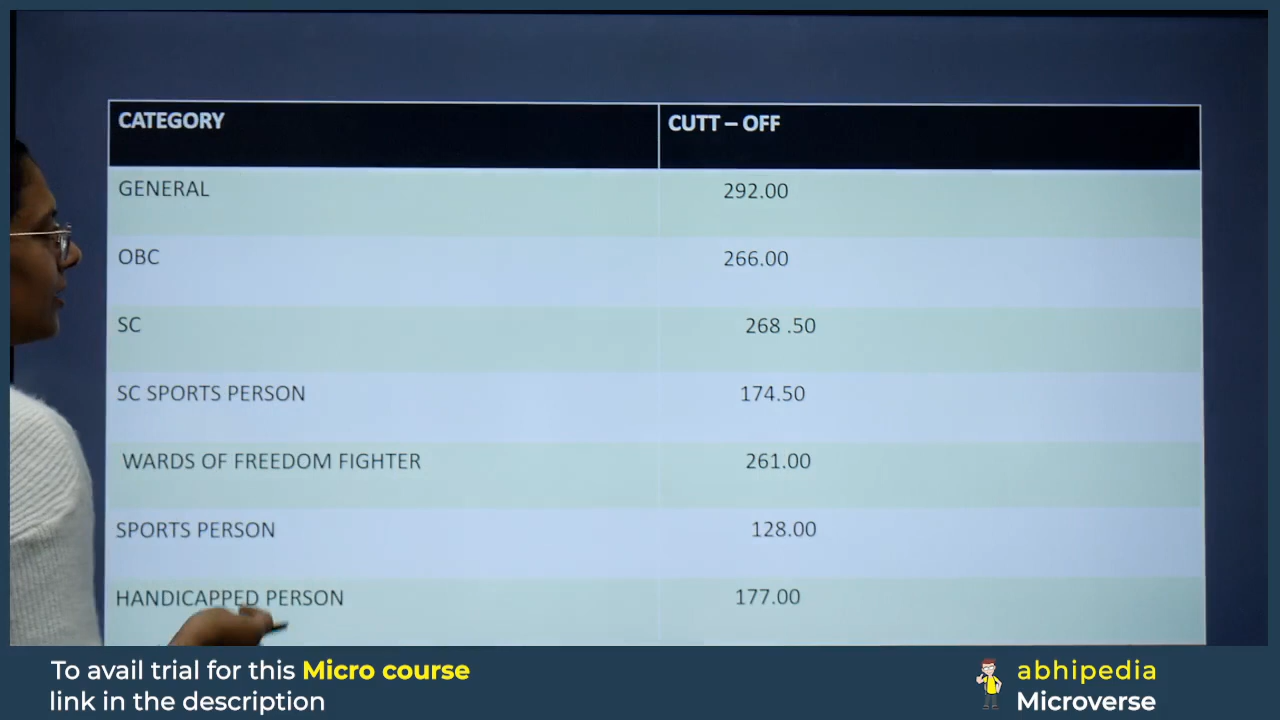 CATEGORY CUTT – OFF
GENERAL 292.00
OBC 266.00
SC 268 .50
SC SPORTS PERSON 174.50
WARDS OF FREEDOM FIGHTER 261.00
SPORTS PERSON 128.00
HANDICAPPED PERSON 177.00
To avail trial for this Micro course
link in the description
abhipedia
Microverse